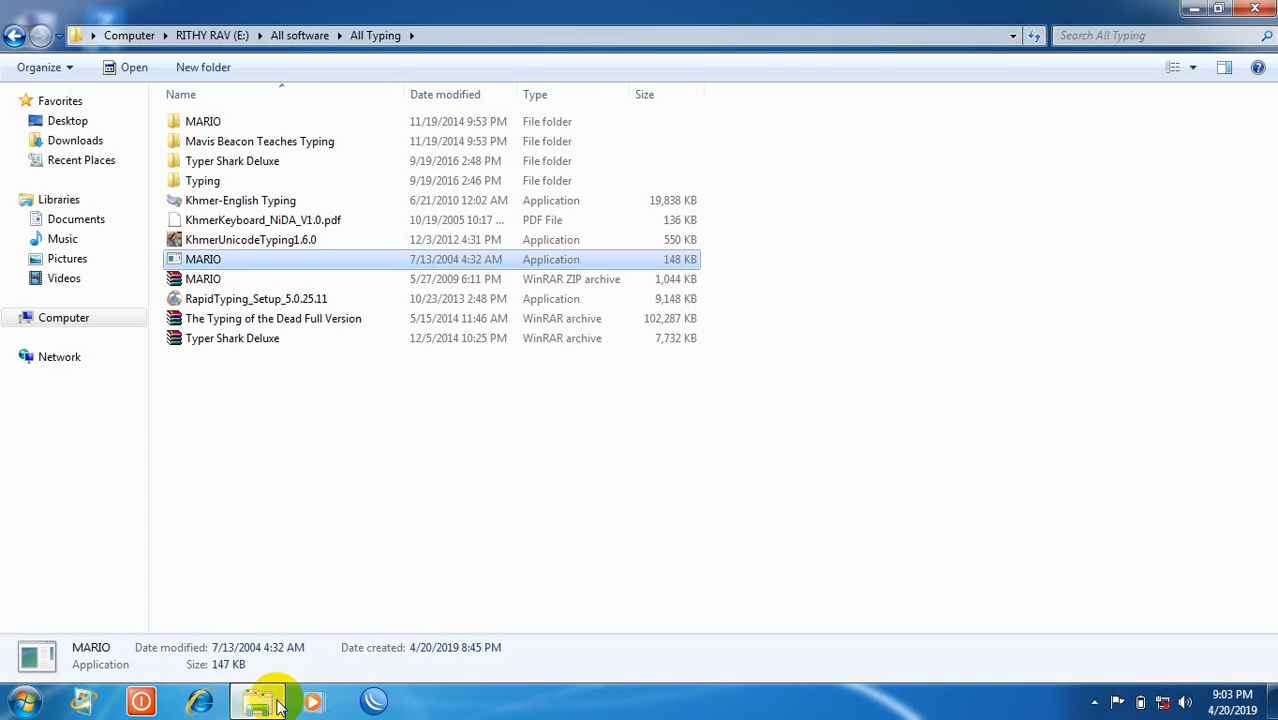 Computer RITHY RAV (E:) All software All Typing Search All Typing
Organize Open New folder
Name Date modified Type Size
Favorites
Desktop
Downloads
Recent Places
Libraries
Documents
Music
Pictures
Videos
Computer
Network
MARIO 11/19/2014 9:53 PM File folder
Mavis Beacon Teaches Typing 11/19/2014 9:53 PM File folder
Typer Shark Deluxe 9/19/2016 2:48 PM File folder
Typing 9/19/2016 2:46 PM File folder
Khmer-English Typing 6/21/2010 12:02 AM Application 19,838 KB
KhmerKeyboard_NiDA_V1.0.pdf 10/19/2005 10:17 ... PDF File 136 KB
KhmerUnicodeTyping1.6.0 12/3/2012 4:31 PM Application 550 KB
MARIO 7/13/2004 4:32 AM Application 148 KB
MARIO 5/27/2009 6:11 PM WinRAR ZIP archive 1,044 KB
RapidTyping_Setup_5.0.25.11 10/23/2013 2:48 PM Application 9,148 KB
The Typing of the Dead Full Version 5/15/2014 11:46 AM WinRAR archive 102,287 KB
Typer Shark Deluxe 12/5/2014 10:25 PM WinRAR archive 7,732 KB
MARIO Date modified: 7/13/2004 4:32 AM Date created: 4/20/2019 8:45 PM
Application Size: 147 KB
9:03 PM
4/20/2019